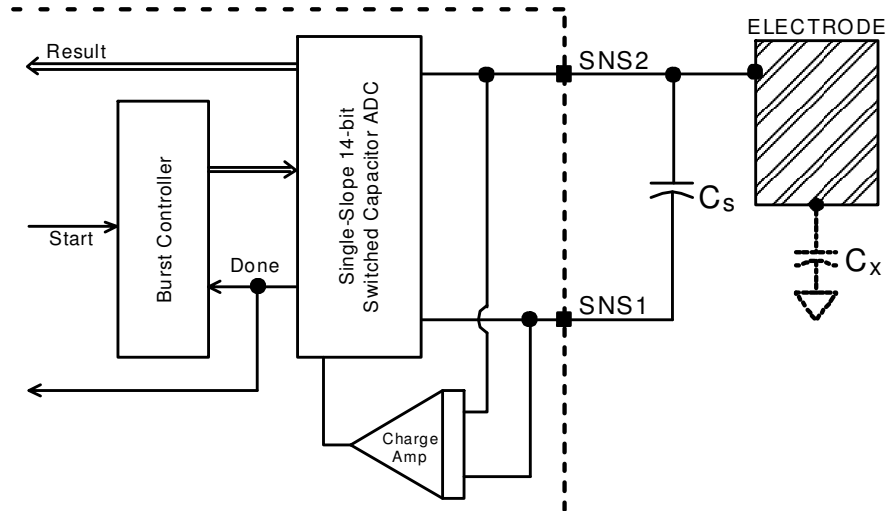 ELECTRODE
Result
SNS2
Single-Slope 14-bit
Switched Capacitor ADC
Burst Controller
Start
Done
Cs
Cx
SNS1
Charge
Amp